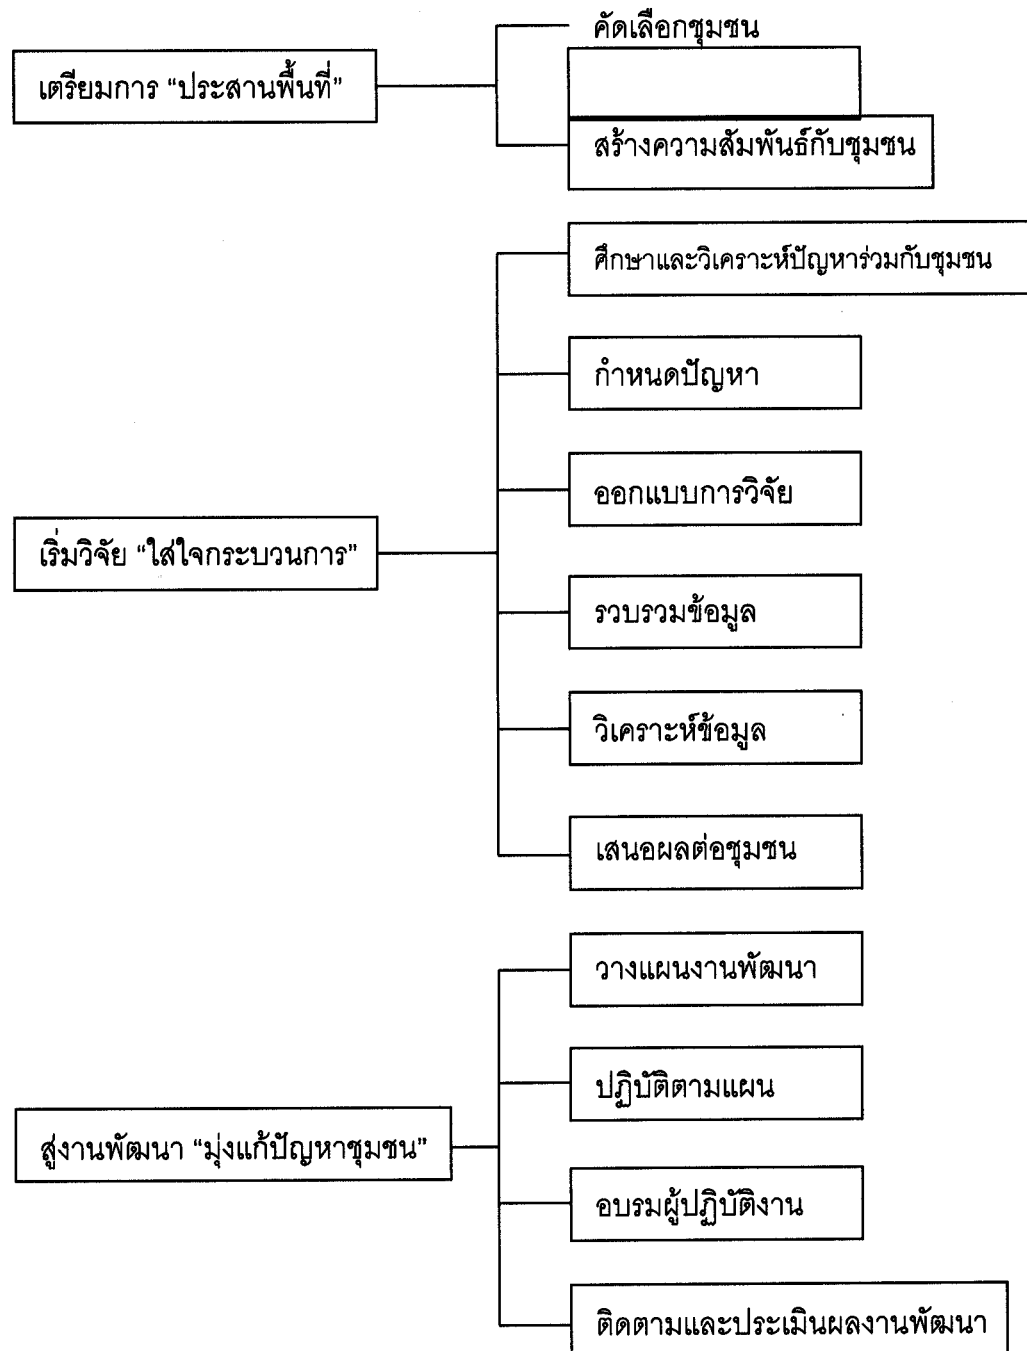 คัดเลือกชุมชน
เตรียมการ “ประสานพื้นที่”
สร้างความสัมพันธ์กับชุมชน
ศึกษาและวิเคราะห์ปัญหาร่วมกับชุมชน
กำหนดปัญหา
ออกแบบการวิจัย
เริ่มวิจัย “ใส่ใจกระบวนการ”
รวบรวมข้อมูล
วิเคราะห์ข้อมูล
เสนอผลต่อชุมชน
วางแผนงานพัฒนา
ปฏิบัติตามแผน
สู่งานพัฒนา “มุ่งแก้ปัญหาชุมชน”
อบรมผู้ปฏิบัติงาน
ติดตามและประเมินผลงานพัฒนา